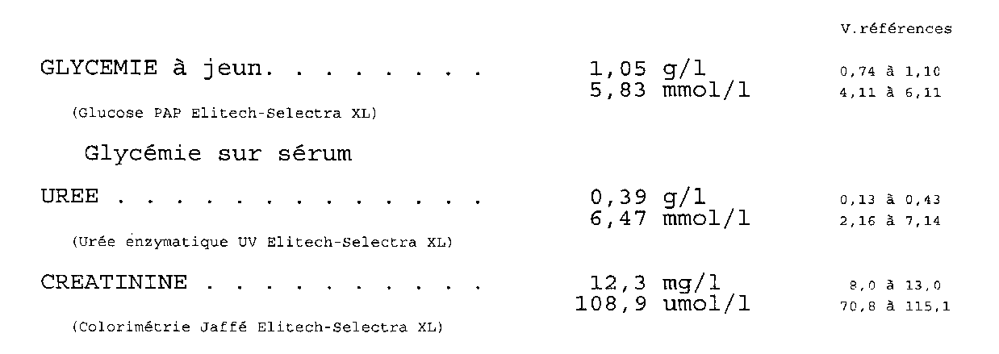 V.références
GLYCEMIE à jeun. . . . . . . . 1,05 g/l 0,74 à 1,10
5,83 mmol/l 4,11 à 6,11
(Glucose PAP Elitech-Selectra XL)
Glycémie sur sérum
UREE . . . . . . . . . . . . . 0,39 g/l 0,13 à 0,43
6,47 mmol/l 2,16 à 7,14
(Urée enzymatique UV Elitech-Selectra XL)
CREATININE . . . . . . . . . . 12,3 mg/l 8,0 à 13,0
108,9 umol/l 70,8 à 115,1
(Colorimétrie Jaffé Elitech-Selectra XL)